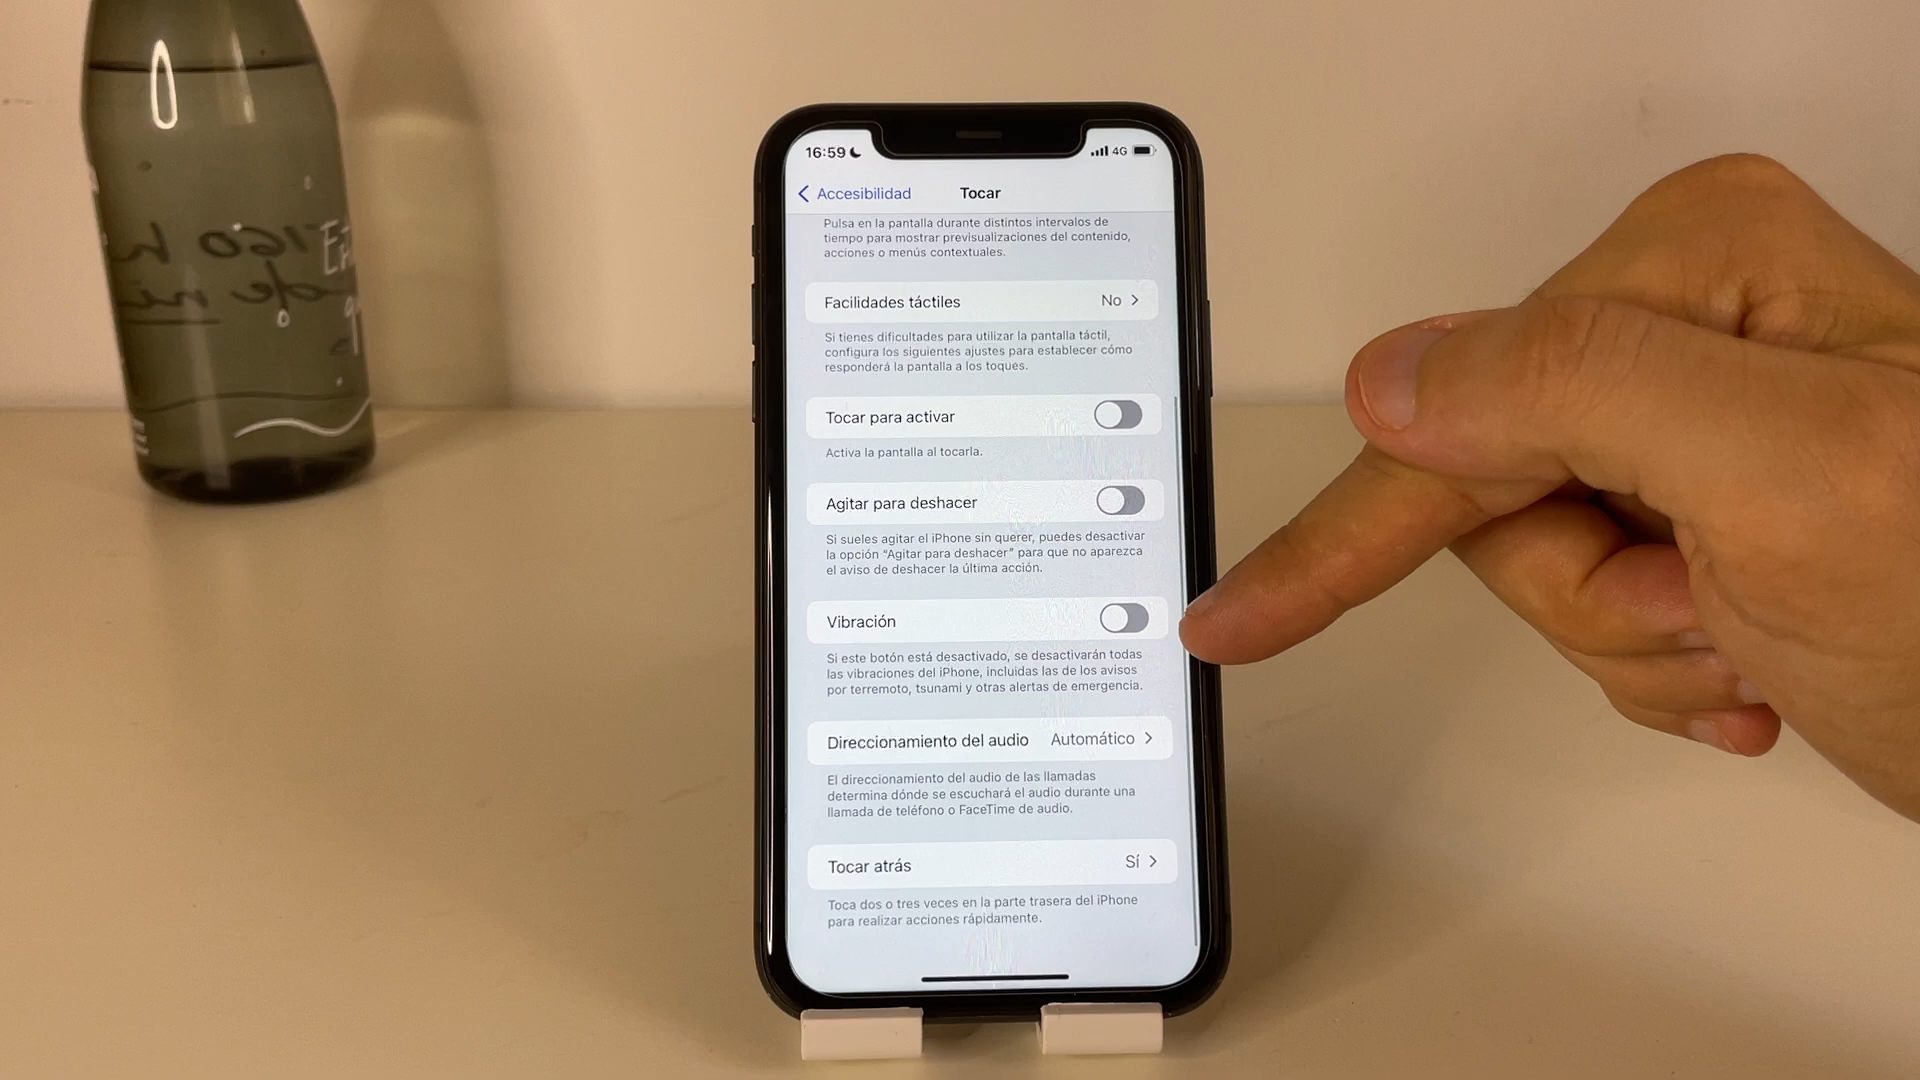 16:59 4G
Accesibilidad Tocar
Pulsa en la pantalla durante distintos intervalos de
tiempo para mostrar previsualizaciones del contenido,
acciones o menús contextuales.
Facilidades táctiles No
Si tienes dificultades para utilizar la pantalla táctil,
configura los siguientes ajustes para establecer cómo
responderá la pantalla a los toques.
Tocar para activar
Activa la pantalla al tocarla.
Agitar para deshacer
Si sueles agitar el iPhone sin querer, puedes desactivar
la opción “Agitar para deshacer” para que no aparezca
el aviso de deshacer la última acción.
Vibración
Si este botón está desactivado, se desactivarán todas
las vibraciones del iPhone, incluidas las de los avisos
por terremoto, tsunami y otras alertas de emergencia.
Direccionamiento del audio Automático
El direccionamiento del audio de las llamadas
determina dónde se escuchará el audio durante una
llamada de teléfono o FaceTime de audio.
Tocar atrás Sí
Toca dos o tres veces en la parte trasera del iPhone
para realizar acciones rápidamente.